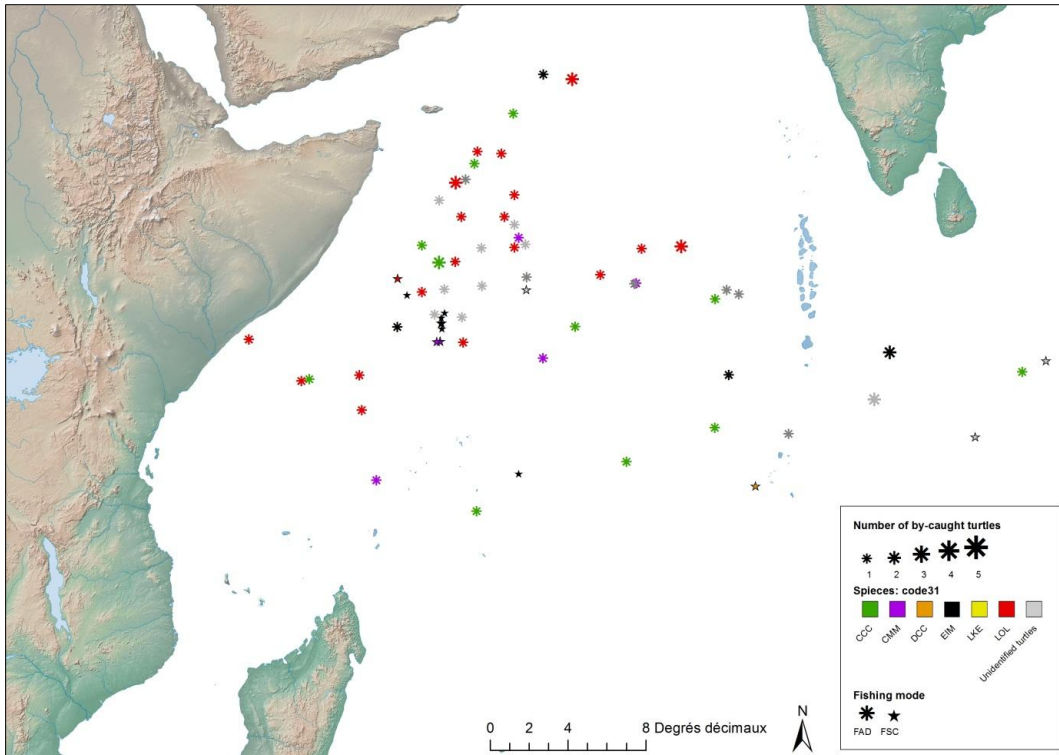 Number of by-caught turtles
1 2 3 4 5
Spieces: code31
CCC CMM DCC EIM LKE LOL Unidentified turtles
Fishing mode
FAD FSC
N
0 2 4 8 Degrés décimaux